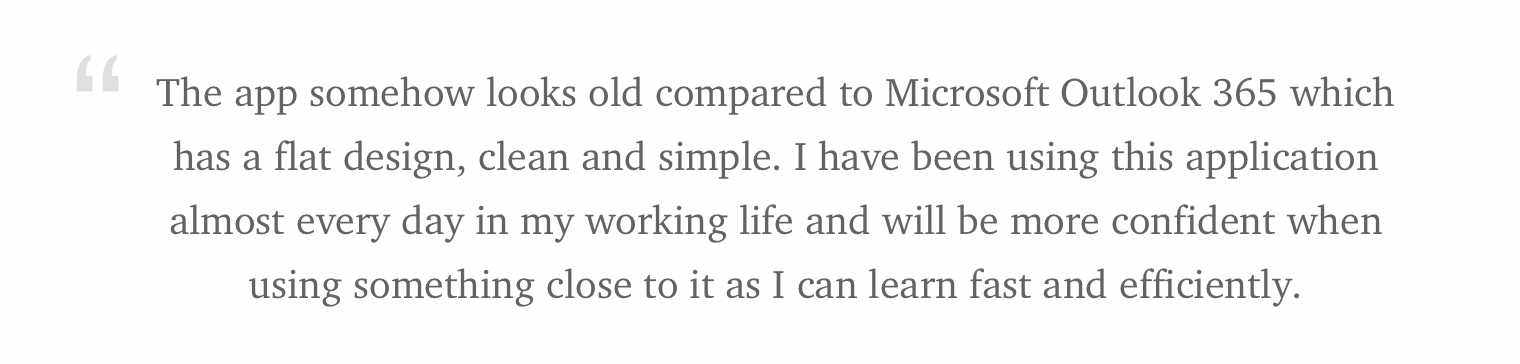 “ The app somehow looks old compared to Microsoft Outlook 365 which
has a flat design, clean and simple. I have been using this application
almost every day in my working life and will be more confident when
using something close to it as I can learn fast and efficiently.